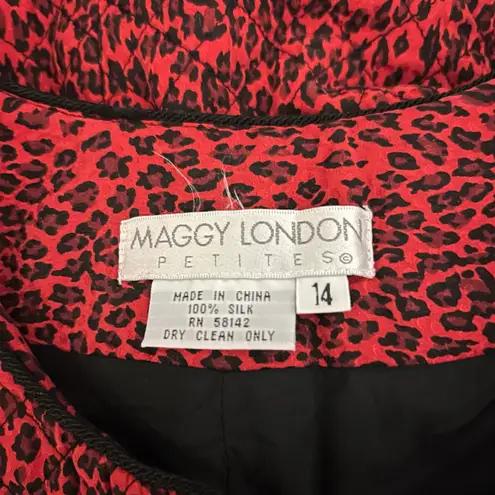 MAGGY LONDON
PETITES©
14
MADE IN CHINA
100% SILK
RN 58142
DRY CLEAN ONLY